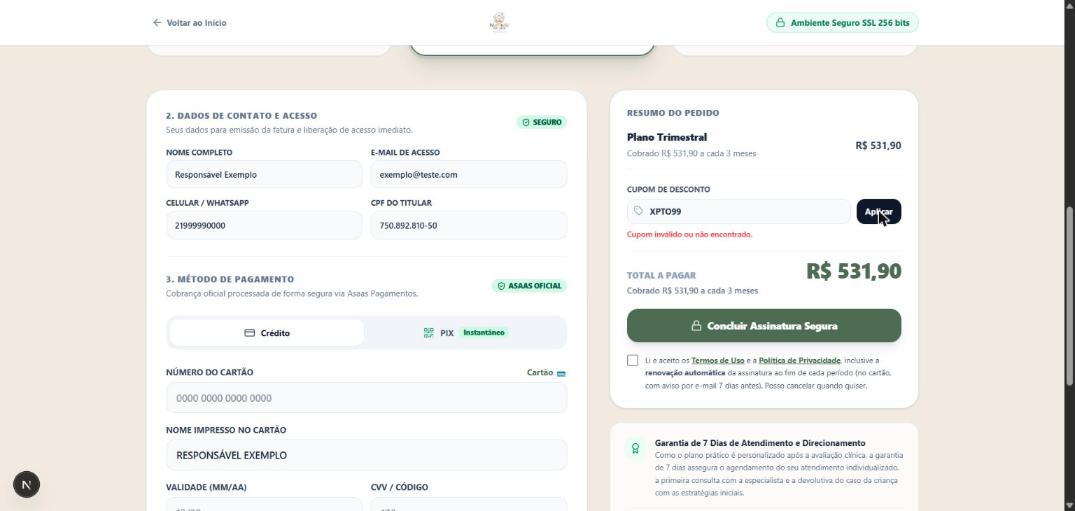 Voltar ao Início
Ambiente Seguro SSL 256 bits
2. DADOS DE CONTATO E ACESSO
Seus dados para emissão da fatura e liberação de acesso imediato.
SEGURO
NOME COMPLETO
E-MAIL DE ACESSO
Responsável Exemplo
exemplo@teste.com
CELULAR / WHATSAPP
CPF DO TITULAR
21999990000
750.892.810-50
3. MÉTODO DE PAGAMENTO
Cobrança oficial processada de forma segura via Asaas Pagamentos.
ASAAS OFICIAL
Crédito
PIX Instantâneo
NÚMERO DO CARTÃO
Cartão
0000 0000 0000 0000
NOME IMPRESSO NO CARTÃO
RESPONSÁVEL EXEMPLO
VALIDADE (MM/AA)
CVV / CÓDIGO
N
RESUMO DO PEDIDO
Plano Trimestral
Cobrado R$ 531,90 a cada 3 meses
R$ 531,90
CUPOM DE DESCONTO
XPTO99
Aplicar
Cupom inválido ou não encontrado.
TOTAL A PAGAR
R$ 531,90
Cobrado R$ 531,90 a cada 3 meses
Concluir Assinatura Segura
Li e aceito os Termos de Uso e a Política de Privacidade, inclusive a
renovação automática da assinatura ao fim de cada período (no cartão,
com aviso por e-mail 7 dias antes). Posso cancelar quando quiser.
Garantia de 7 Dias de Atendimento e Direcionamento
Como o plano prático é personalizado após a avaliação clínica, a garantia
de 7 dias assegura o agendamento do seu atendimento individualizado,
a primeira consulta com a especialista e a devolutiva do caso da criança
com as estratégias iniciais.